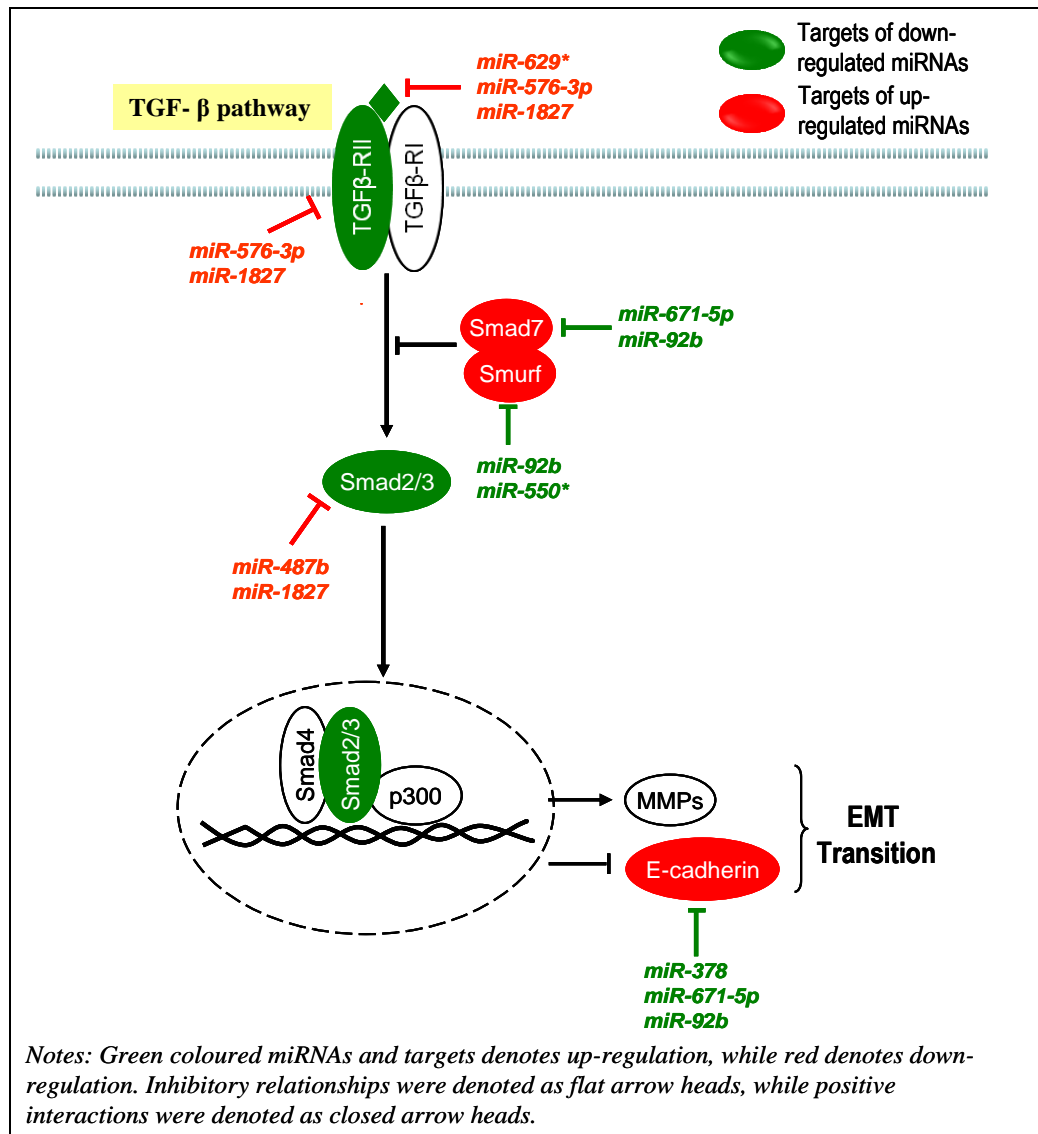 miR-629*
miR-576-3p
miR-1827
Targets of down-
regulated miRNAs
Targets of up-
regulated miRNAs
TGF- β pathway
TGFβ-RII
TGFβ-RI
miR-576-3p
miR-1827
Smad7
Smurf
miR-671-5p
miR-92b
miR-92b
miR-550*
Smad2/3
miR-487b
miR-1827
Smad4
Smad2/3
p300
MMPs
E-cadherin
EMT
Transition
miR-378
miR-671-5p
miR-92b
Notes: Green coloured miRNAs and targets denotes up-regulation, while red denotes down-
regulation. Inhibitory relationships were denoted as flat arrow heads, while positive
interactions were denoted as closed arrow heads.